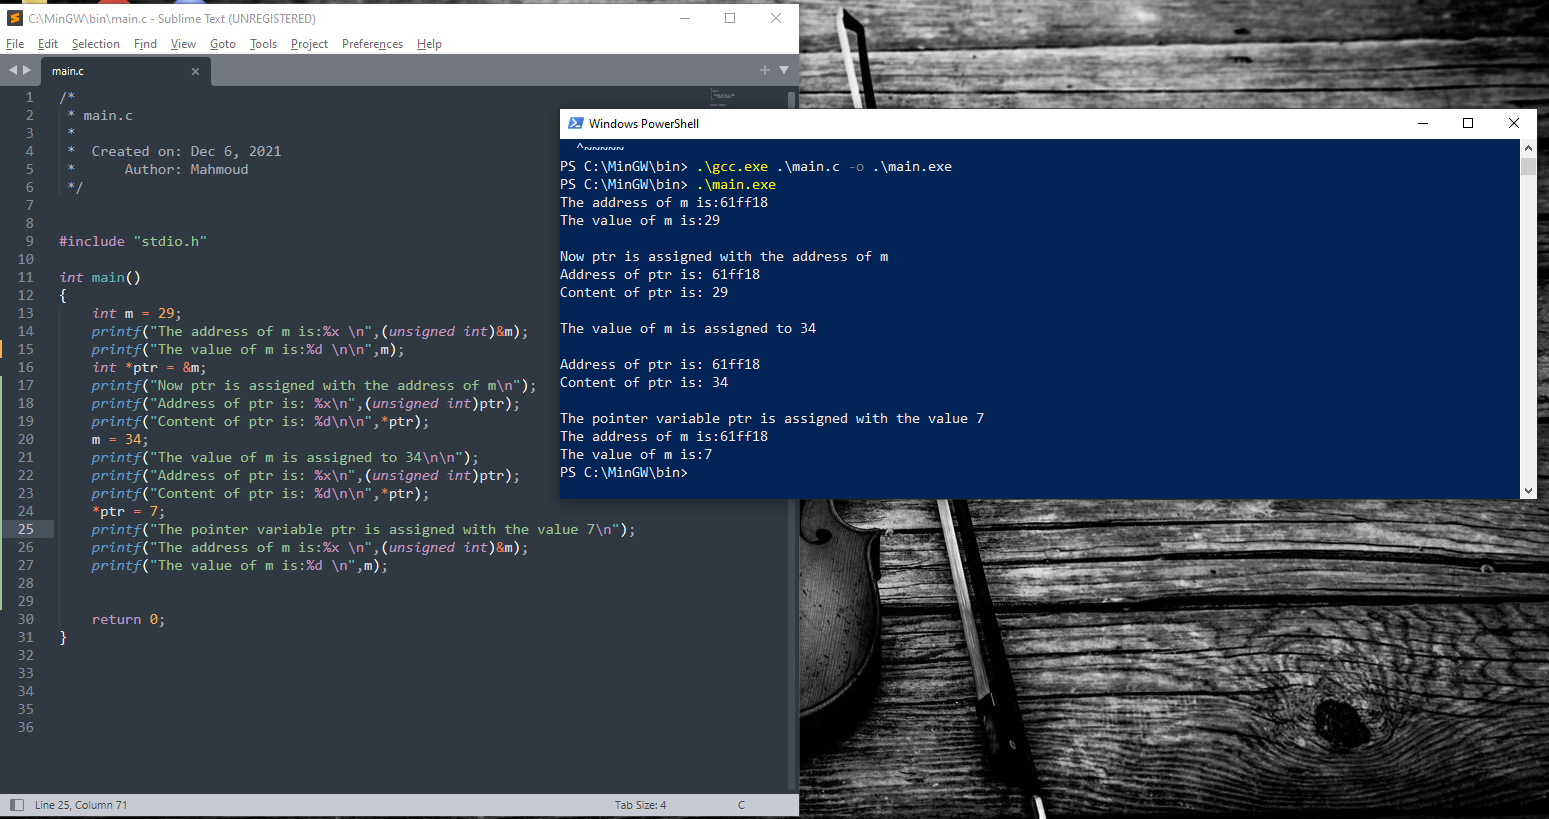 C:\MinGW\bin\main.c - Sublime Text (UNREGISTERED)
File Edit Selection Find View Goto Tools Project Preferences Help
main.c
1 /*
2  * main.c
3  *
4  *  Created on: Dec 6, 2021
5  *      Author: Mahmoud
6  */
7
8
9 #include "stdio.h"
10
11 int main()
12 {
13     int m = 29;
14     printf("The address of m is:%x \n",(unsigned int)&m);
15     printf("The value of m is:%d \n\n",m);
16     int *ptr = &m;
17     printf("Now ptr is assigned with the address of m\n");
18     printf("Address of ptr is: %x\n",(unsigned int)ptr);
19     printf("Content of ptr is: %d\n\n",*ptr);
20     m = 34;
21     printf("The value of m is assigned to 34\n\n");
22     printf("Address of ptr is: %x\n",(unsigned int)ptr);
23     printf("Content of ptr is: %d\n\n",*ptr);
24     *ptr = 7;
25     printf("The pointer variable ptr is assigned with the value 7\n");
26     printf("The address of m is:%x \n",(unsigned int)&m);
27     printf("The value of m is:%d \n",m);
28
29
30     return 0;
31 }
32
33
34
35
36
Line 25, Column 71 Tab Size: 4 C
Windows PowerShell
  ^~~~~~
PS C:\MinGW\bin> .\gcc.exe .\main.c -o .\main.exe
PS C:\MinGW\bin> .\main.exe
The address of m is:61ff18
The value of m is:29
Now ptr is assigned with the address of m
Address of ptr is: 61ff18
Content of ptr is: 29
The value of m is assigned to 34
Address of ptr is: 61ff18
Content of ptr is: 34
The pointer variable ptr is assigned with the value 7
The address of m is:61ff18
The value of m is:7
PS C:\MinGW\bin>